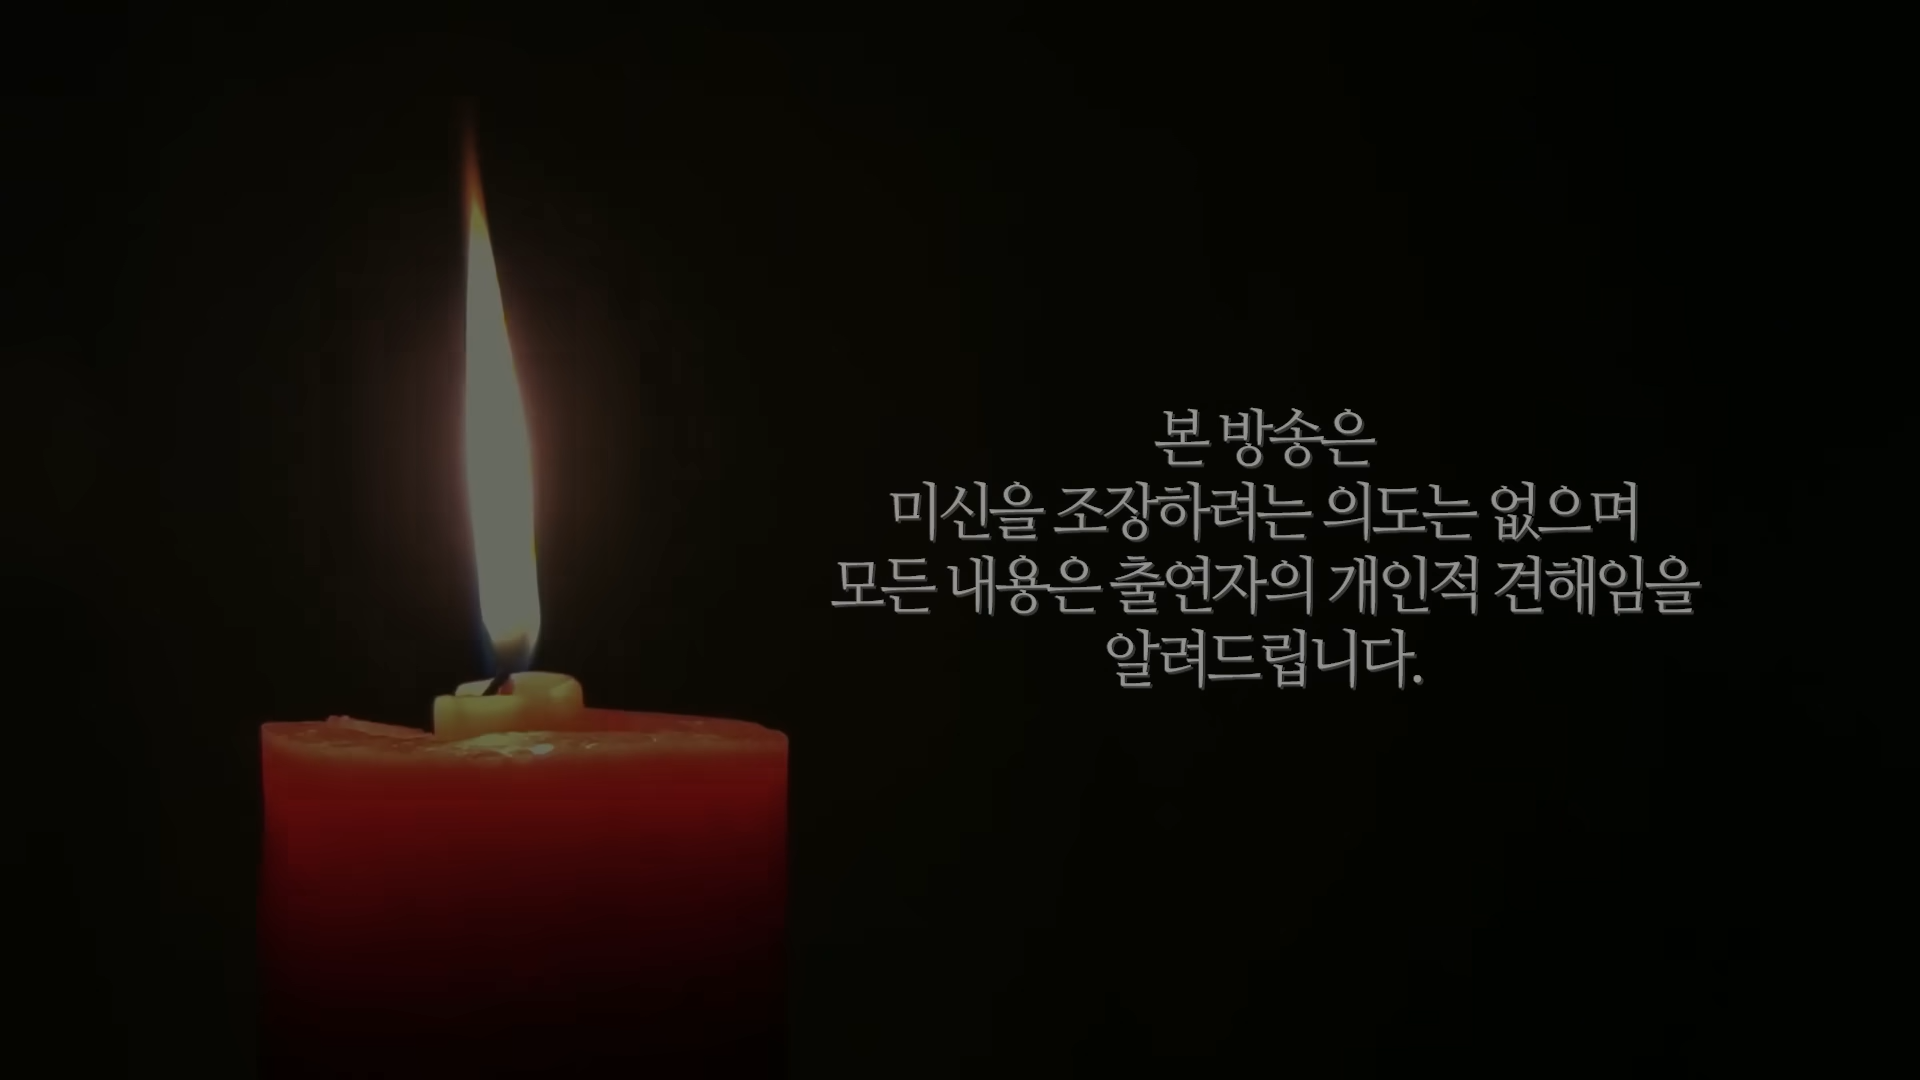 본 방송은
미신을 조장하려는 의도는 없으며
모든 내용은 출연자의 개인적 견해임을
알려드립니다.